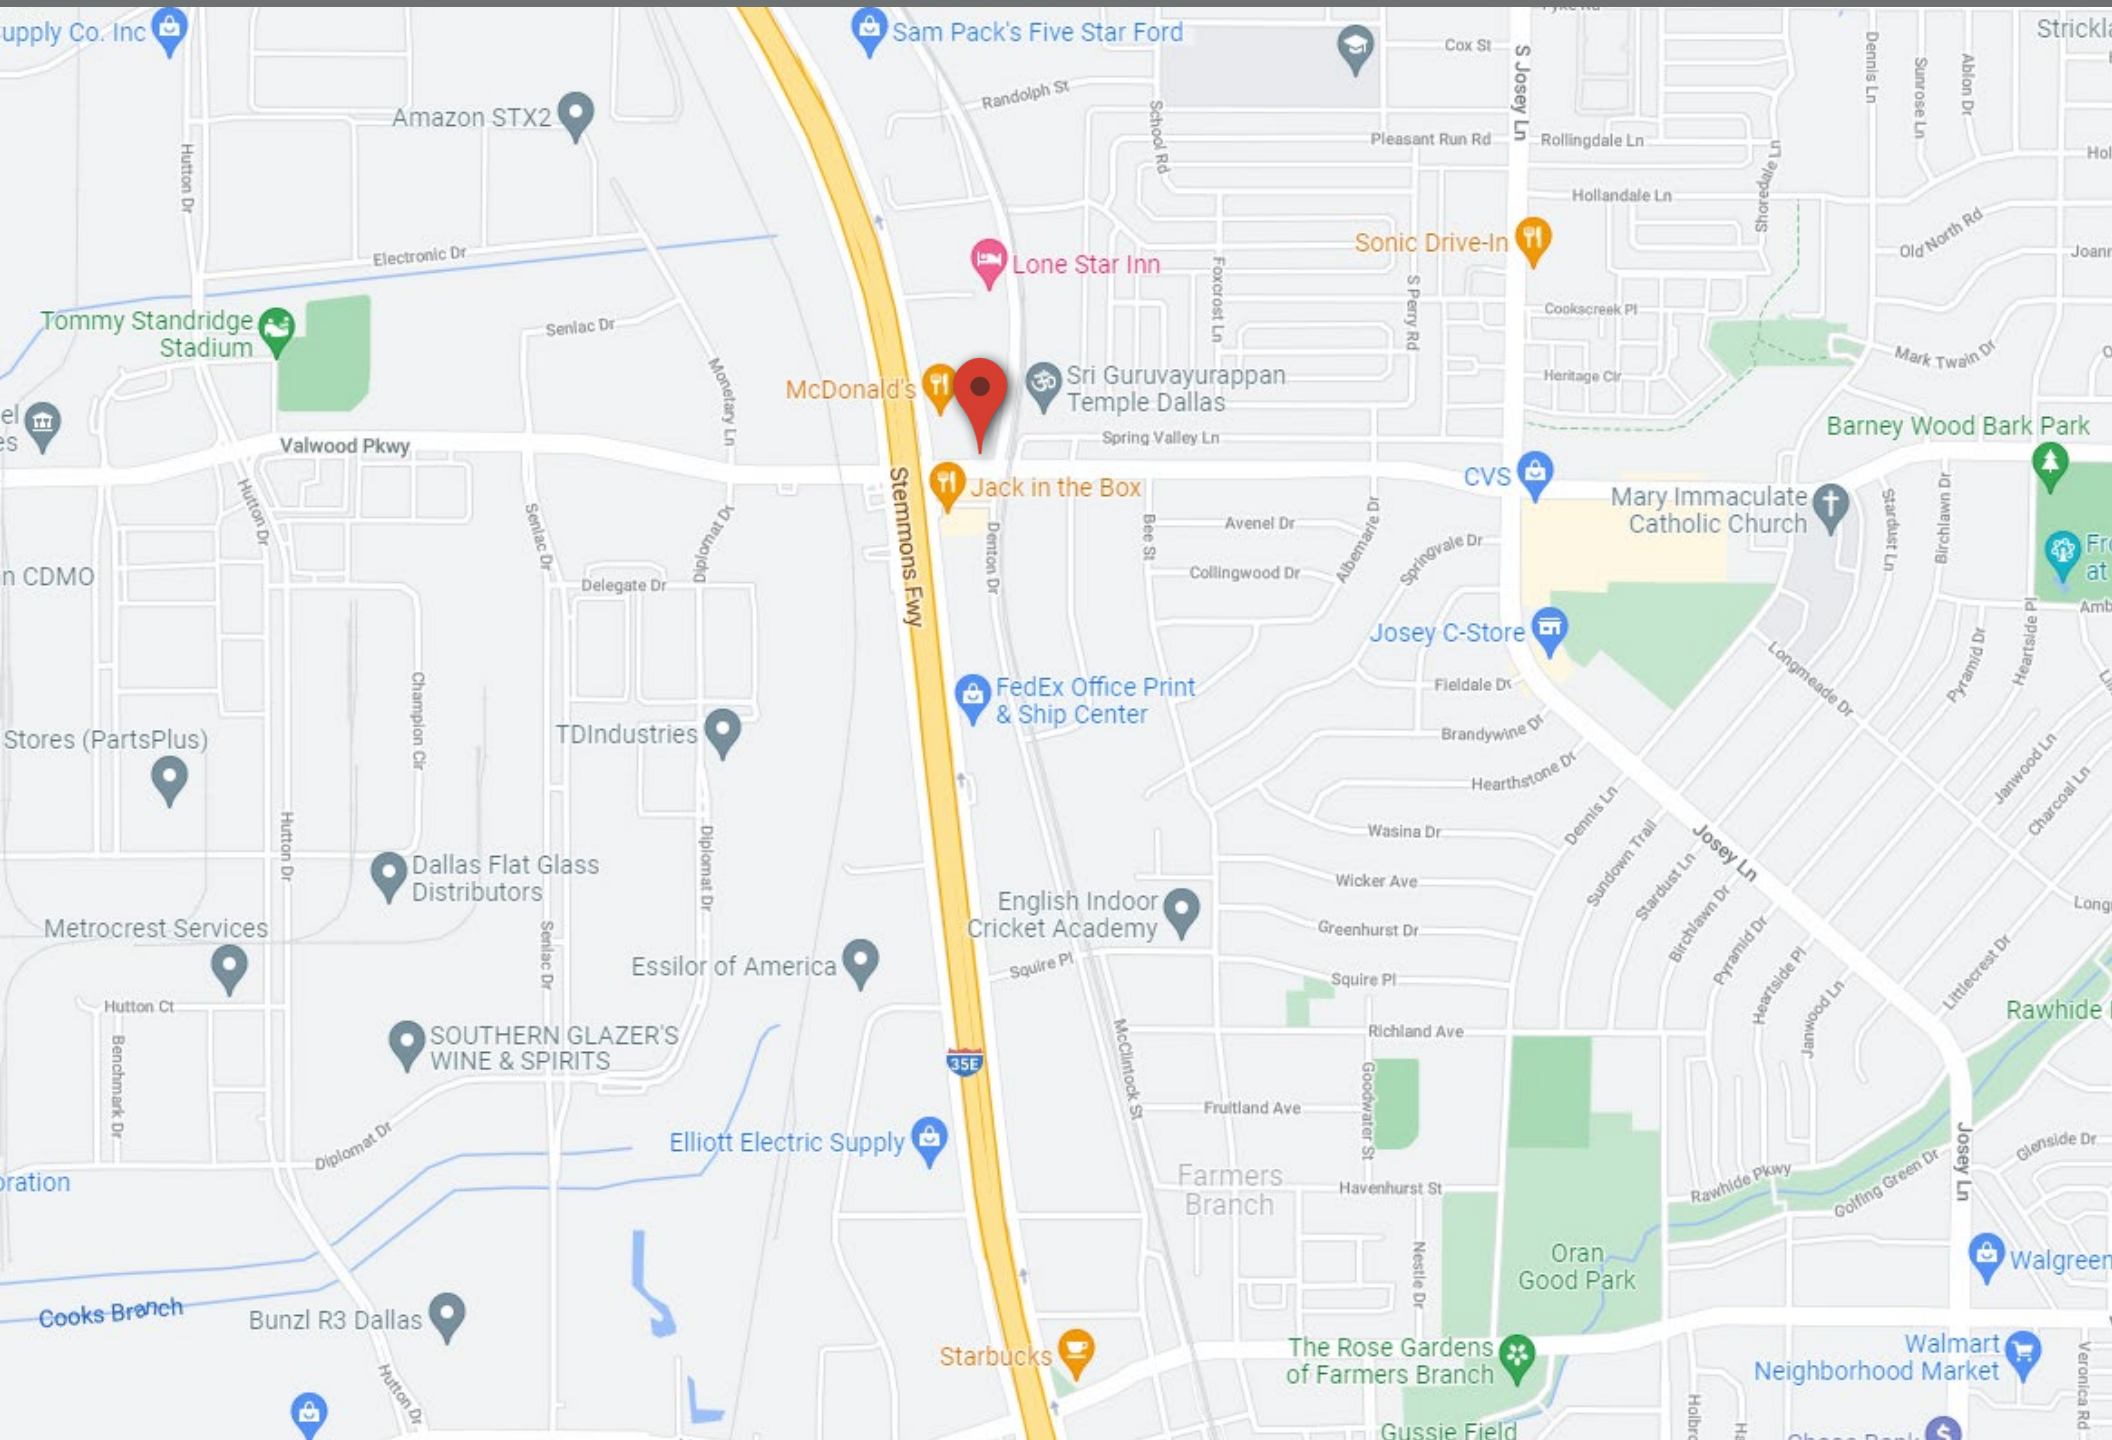 upply Co. Inc
Sam Pack's Five Star Ford
Cox St
S Josey Ln
Dennis Ln
Sunrose Ln
Ablon Dr
Randolph St
Amazon STX2
School Rd
Pleasant Run Rd
Rollingdale Ln
Shoredale Ln
Hutton Dr
Hollandale Ln
Old North Rd
Electronic Dr
Lone Star Inn
Sonic Drive-In
Foxcrost Ln
S Perry Rd
Cookscreek Pl
Tommy Standridge
Stadium
Senlac Dr
Monetary Ln
Mark Twain Dr
McDonald's
Sri Guruvayurappan
Temple Dallas
Heritage Cir
Valwood Pkwy
Spring Valley Ln
Barney Wood Bark Park
Stemmons Fwy
Jack in the Box
CVS
Mary Immaculate
Catholic Church
Hutton Dr
Senlac Dr
Diplomat Dr
Denton Dr
Bee St
Avenel Dr
Albemarle Dr
Springvale Dr
Stardust Ln
Birchlawn Dr
n CDMO
Delegate Dr
Collingwood Dr
Josey C-Store
Longmeade Dr
Pyramid Dr
Heartside Pl
Champion Cir
FedEx Office Print
& Ship Center
Fieldale Dr
Stores (PartsPlus)
TDIndustries
Brandywine Dr
Hearthstone Dr
Janwood Ln
Charcoal Ln
Hutton Dr
Diplomat Dr
Wasina Dr
Dennis Ln
Sundown Trail
Josey Ln
Dallas Flat Glass
Distributors
English Indoor
Cricket Academy
Wicker Ave
Stardust Ln
Birchlawn Dr
Metrocrest Services
Senlac Dr
Greenhurst Dr
Pyramid Dr
Heartside Pl
Essilor of America
Squire Pl
Squire Pl
Janwood Ln
Littlecrest Dr
Hutton Ct
Rawhide
SOUTHERN GLAZER'S
WINE & SPIRITS
35E
McClintock St
Richland Ave
Benchmark Dr
Goodwater St
Fruitland Ave
Diplomat Dr
Elliott Electric Supply
Josey Ln
Glenside Dr
oration
Farmers
Branch
Havenhurst St
Rawhide Pkwy
Golfing Green Dr
Oran
Good Park
Nestle Dr
Walgreen
Cooks Branch
Bunzl R3 Dallas
Starbucks
The Rose Gardens
of Farmers Branch
Walmart
Neighborhood Market
Hutton Dr
Veronica Rd
Gussie Field